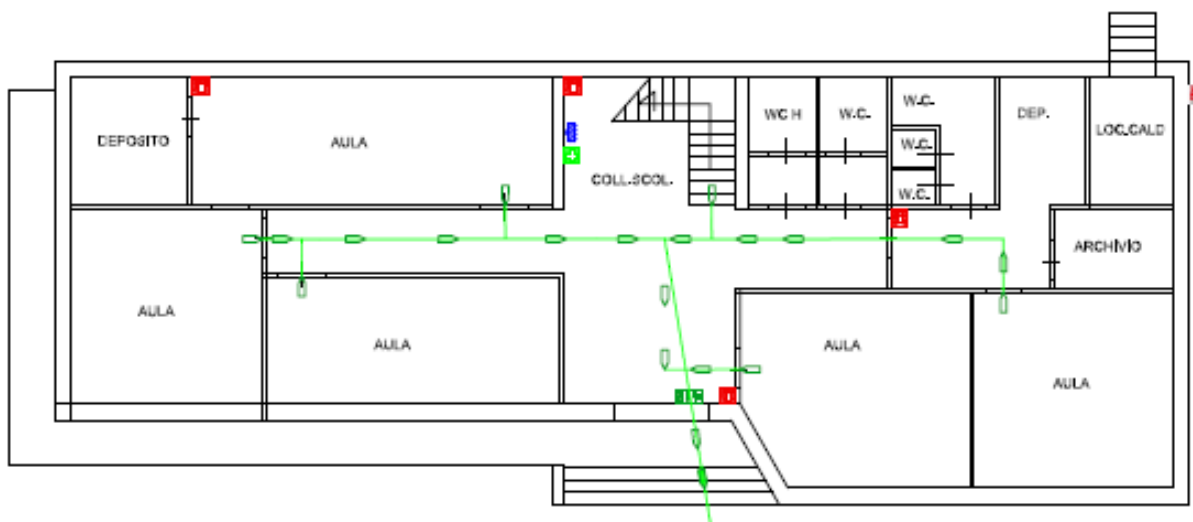 WC H
W.C.
W.C.
DEP.
LOC.CALD
DEPOSITO
AULA
W.C.
COLL.SCOL.
W.C.
ARCHIVIO
AULA
AULA
AULA
AULA